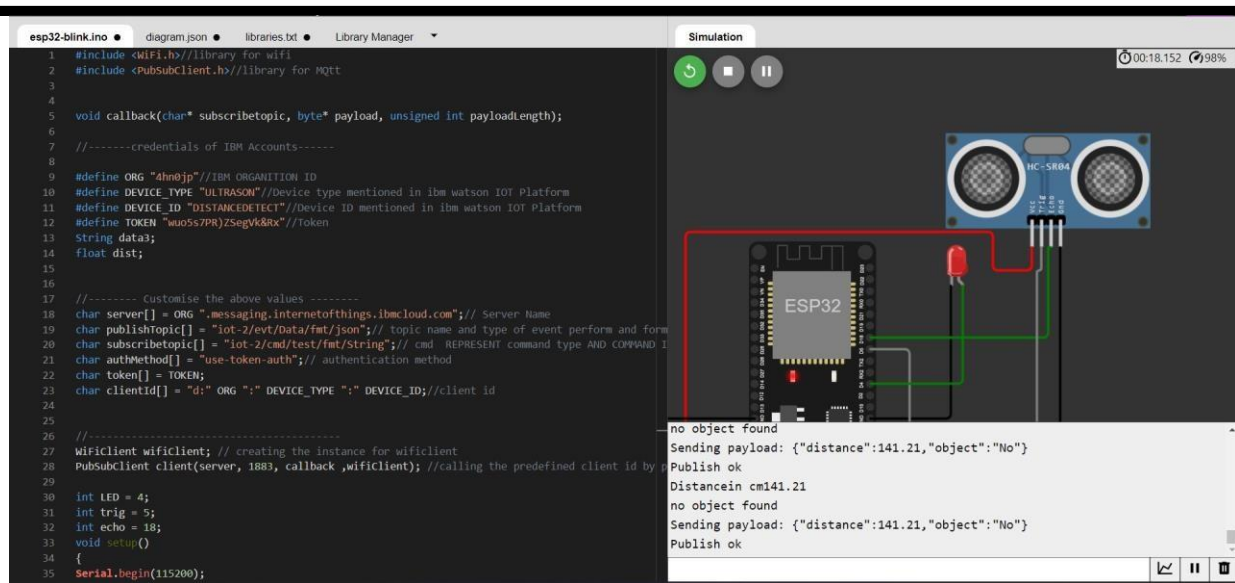 esp32-blink.ino ● diagram.json ● libraries.txt ● Library Manager
1 #include <WiFi.h>//library for wifi
2 #include <PubSubClient.h>//library for MQtt
3
4
5 void callback(char* subscribetopic, byte* payload, unsigned int payloadLength);
6
7 //-------credentials of IBM Accounts------
8
9 #define ORG "4hn0jp"//IBM ORGANITION ID
10 #define DEVICE_TYPE "ULTRASON"//Device type mentioned in ibm watson IOT Platform
11 #define DEVICE_ID "DISTANCEDETECT"//Device ID mentioned in ibm watson IOT Platform
12 #define TOKEN "wuo5s7PR)ZSegVk&Rx"//Token
13 String data3;
14 float dist;
15
16
17 //-------- Customise the above values --------
18 char server[] = ORG ".messaging.internetofthings.ibmcloud.com";// Server Name
19 char publishTopic[] = "iot-2/evt/Data/fmt/json";// topic name and type of event perform and form
20 char subscribetopic[] = "iot-2/cmd/test/fmt/String";// cmd REPRESENT command type AND COMMAND I
21 char authMethod[] = "use-token-auth";// authentication method
22 char token[] = TOKEN;
23 char clientId[] = "d:" ORG ":" DEVICE_TYPE ":" DEVICE_ID;//client id
24
25
26 //-----------------------------------------
27 WiFiClient wifiClient; // creating the instance for wificlient
28 PubSubClient client(server, 1883, callback ,wifiClient); //calling the predefined client id by p
29
30 int LED = 4;
31 int trig = 5;
32 int echo = 18;
33 void setup()
34 {
35 Serial.begin(115200);
Simulation
00:18.152 98%
HC-SR04
Vcc
Trig
Echo
Gnd
ESP32
no object found
Sending payload: {"distance":141.21,"object":"No"}
Publish ok
Distancein cm141.21
no object found
Sending payload: {"distance":141.21,"object":"No"}
Publish ok